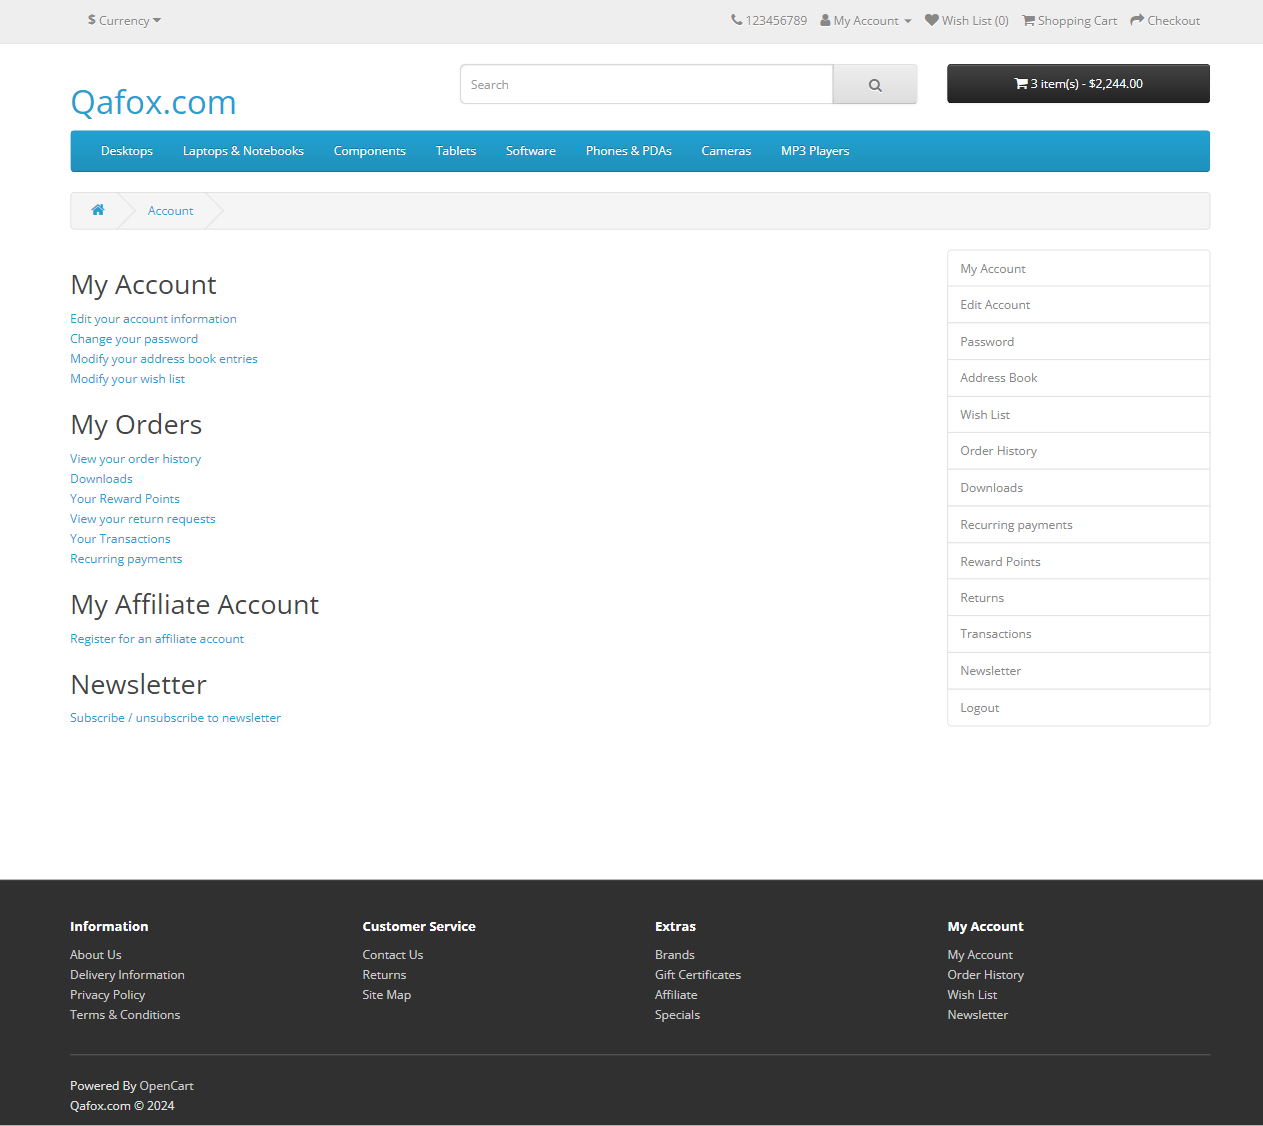 $ Currency
123456789 My Account Wish List (0) Shopping Cart Checkout
Qafox.com
Search
3 item(s) - $2,244.00
Desktops Laptops & Notebooks Components Tablets Software Phones & PDAs Cameras MP3 Players
Account
My Account
Edit your account information
Change your password
Modify your address book entries
Modify your wish list
My Orders
View your order history
Downloads
Your Reward Points
View your return requests
Your Transactions
Recurring payments
My Affiliate Account
Register for an affiliate account
Newsletter
Subscribe / unsubscribe to newsletter
My Account
Edit Account
Password
Address Book
Wish List
Order History
Downloads
Recurring payments
Reward Points
Returns
Transactions
Newsletter
Logout
Information
About Us
Delivery Information
Privacy Policy
Terms & Conditions
Customer Service
Contact Us
Returns
Site Map
Extras
Brands
Gift Certificates
Affiliate
Specials
My Account
My Account
Order History
Wish List
Newsletter
Powered By OpenCart
Qafox.com © 2024